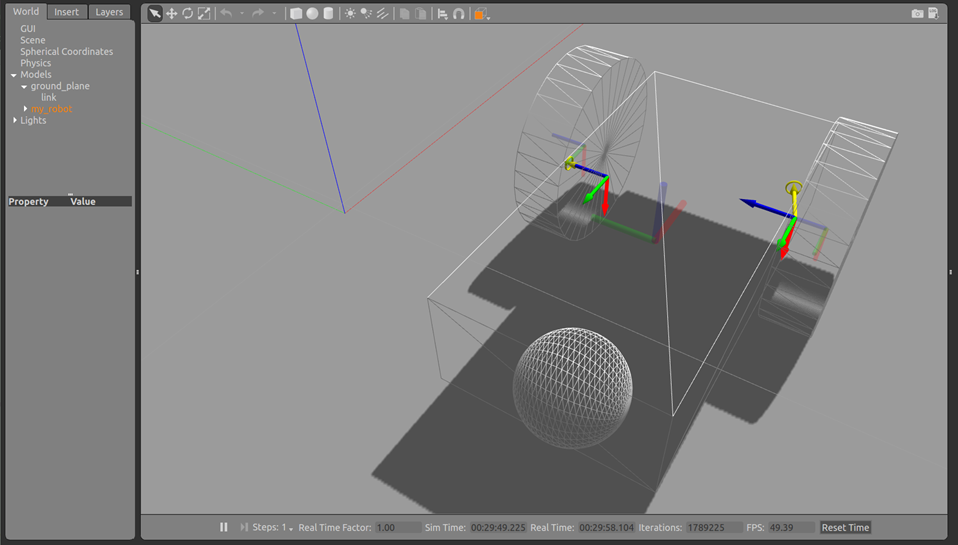 World Insert Layers
GUI
Scene
Spherical Coordinates
Physics
Models
ground_plane
link
my_robot
Lights
Property Value
Steps: 1 Real Time Factor: 1.00 Sim Time: 00:29:49.225 Real Time: 00:29:58.104 Iterations: 1789225 FPS: 49.39 Reset Time